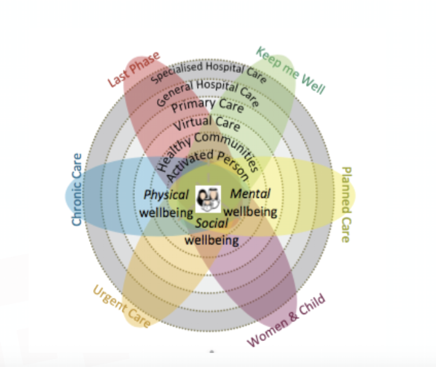 Last Phase
Keep me Well
Specialised Hospital Care
General Hospital Care
Primary Care
Virtual Care
Healthy Communities
Activated Person
Chronic Care
Planned Care
Physical
wellbeing
Mental
wellbeing
Social
wellbeing
Urgent Care
Women & Child